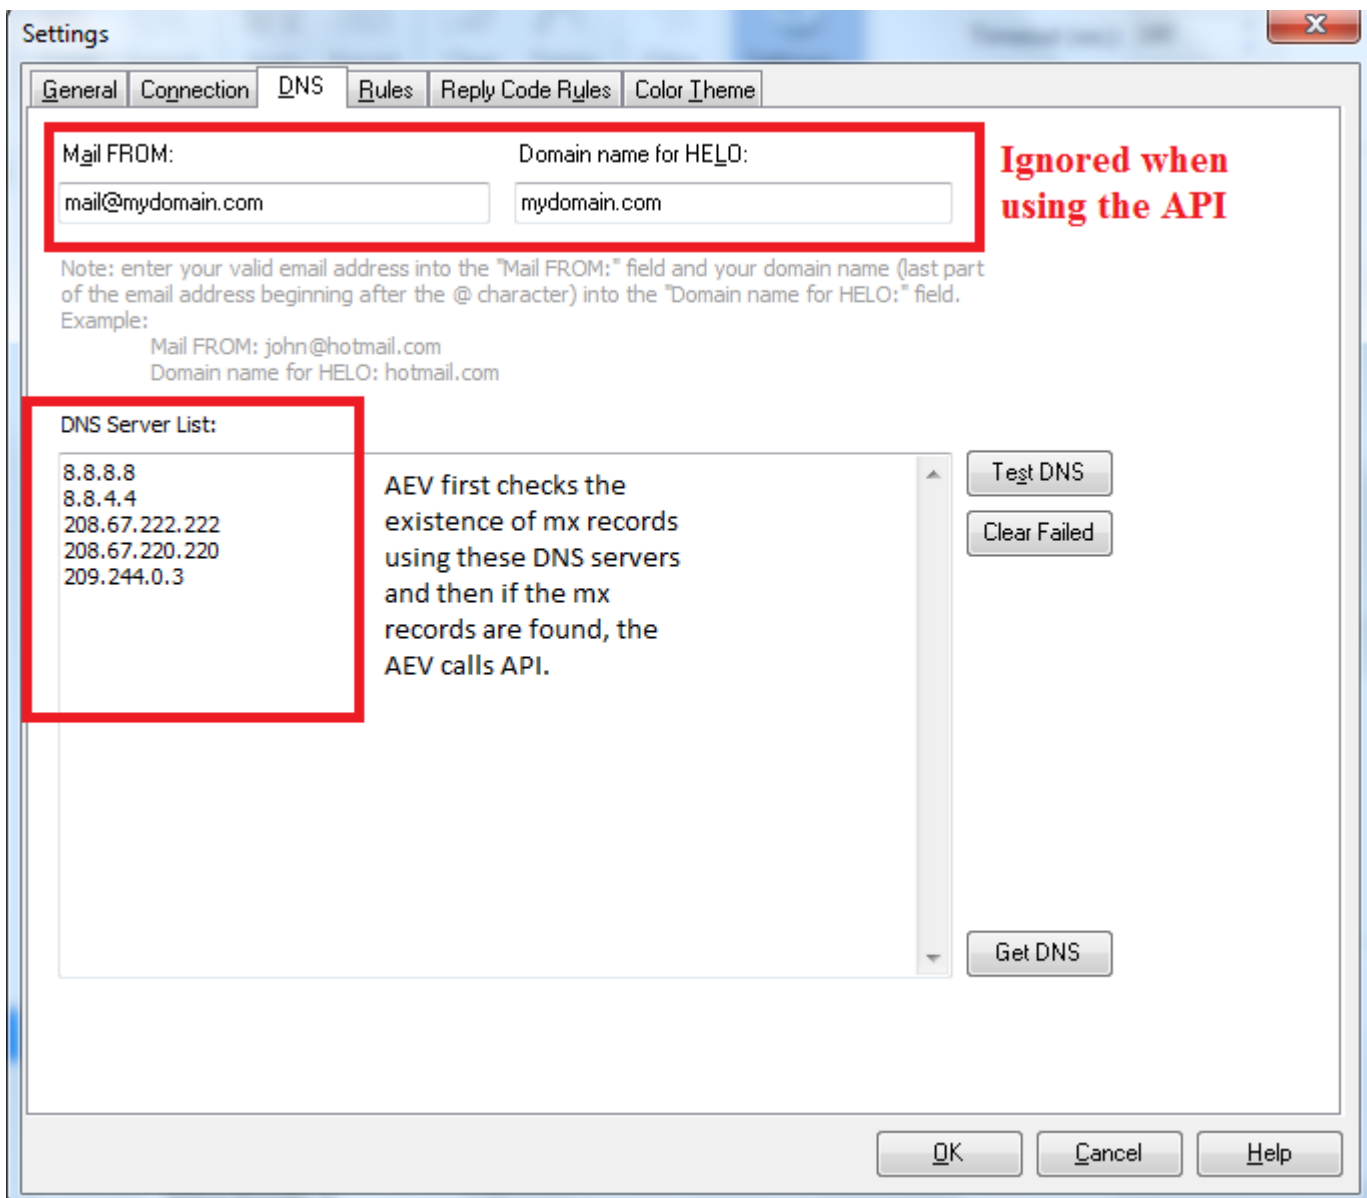 Settings
X
General Connection DNS Rules Reply Code Rules Color Theme
Mail FROM: Domain name for HELO:
mail@mydomain.com mydomain.com
Ignored when
using the API
Note: enter your valid email address into the "Mail FROM:" field and your domain name (last part
of the email address beginning after the @ character) into the "Domain name for HELO:" field.
Example:
Mail FROM: john@hotmail.com
Domain name for HELO: hotmail.com
DNS Server List:
8.8.8.8
8.8.4.4
208.67.222.222
208.67.220.220
209.244.0.3
AEV first checks the
existence of mx records
using these DNS servers
and then if the mx
records are found, the
AEV calls API.
Test DNS
Clear Failed
Get DNS
OK Cancel Help